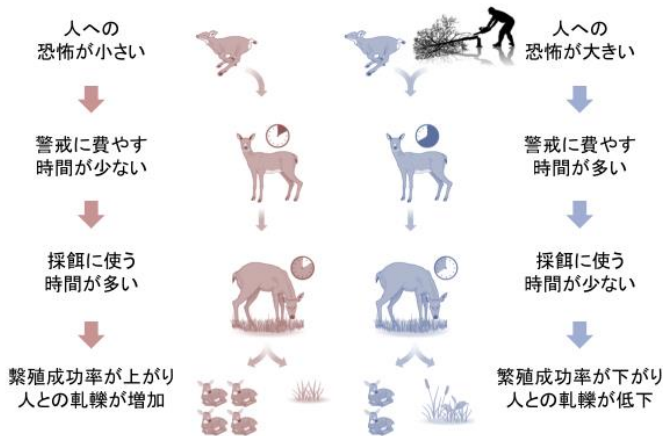 人への
恐怖が小さい
警戒に費やす
時間が少ない
採餌に使う
時間が多い
繁殖成功率が上がり
人との軋轢が増加
人への
恐怖が大きい
警戒に費やす
時間が多い
採餌に使う
時間が少ない
繁殖成功率が下がり
人との軋轢が低下